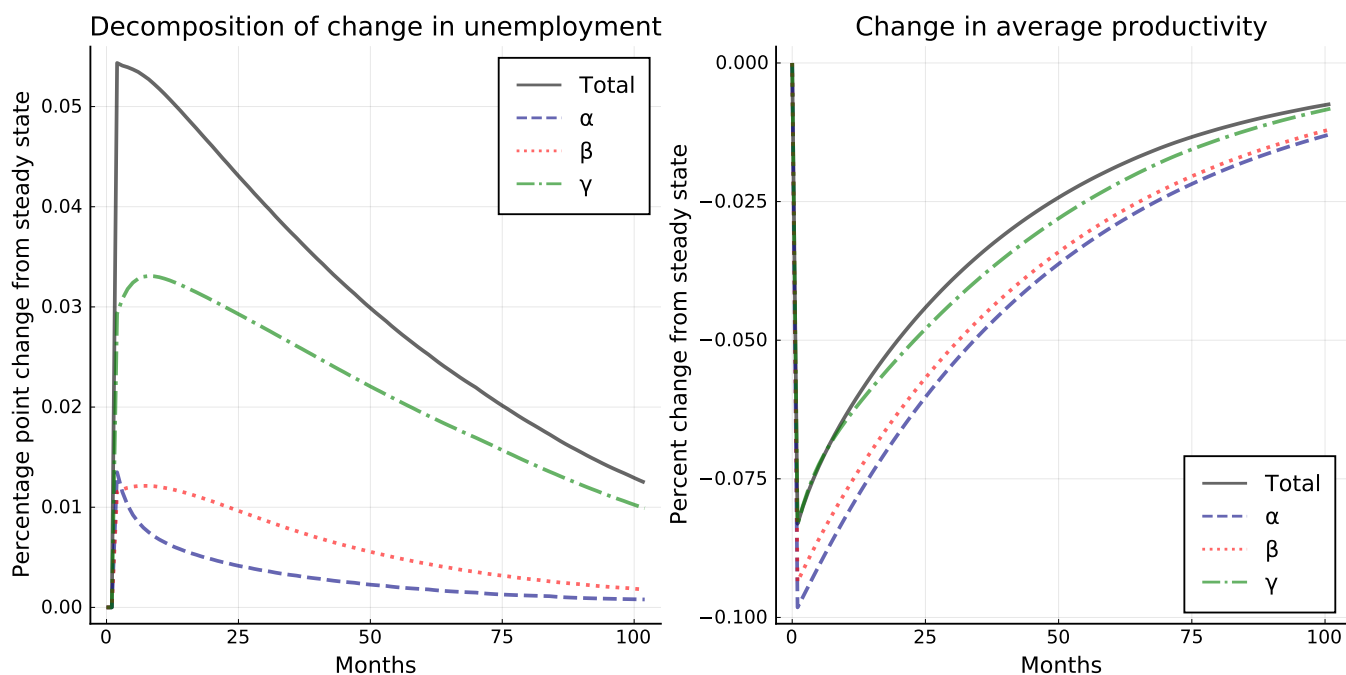 Decomposition of change in unemployment
Percentage point change from steady state
0.05
0.04
0.03
0.02
0.01
0.00
0
25
50
75
100
Months
Total
α
β
γ
Change in average productivity
Percent change from steady state
0.000
−0.025
−0.050
−0.075
−0.100
0
25
50
75
100
Months
Total
α
β
γ